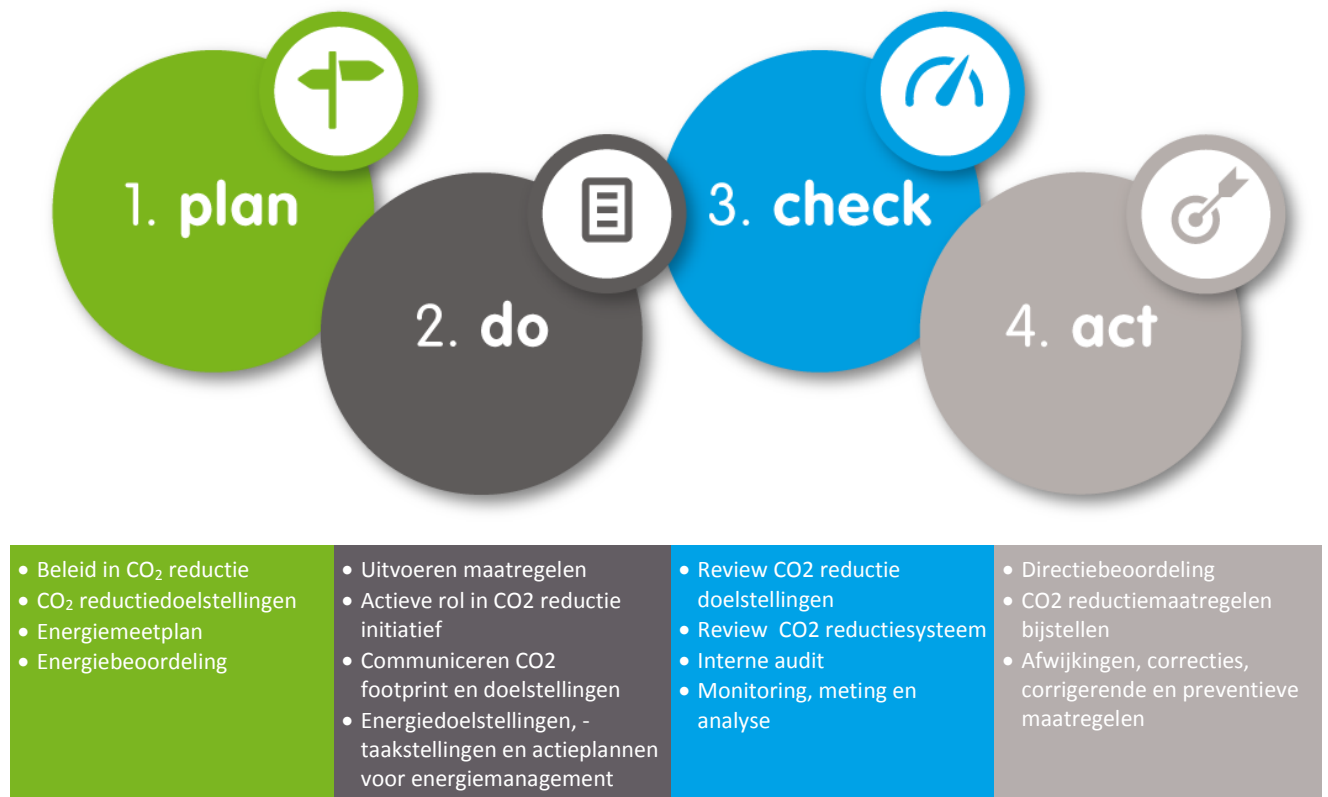 1. plan
2. do
3. check
4. act
• Beleid in CO₂ reductie
• CO₂ reductiedoelstellingen
• Energiemeetplan
• Energiebeoordeling
• Uitvoeren maatregelen
• Actieve rol in CO2 reductie
initiatief
• Communiceren CO2
footprint en doelstellingen
• Energiedoelstellingen, -
taakstellingen en actieplannen
voor energiemanagement
• Review CO2 reductie
doelstellingen
• Review CO2 reductiesysteem
• Interne audit
• Monitoring, meting en
analyse
• Directiebeoordeling
• CO2 reductiemaatregelen
bijstellen
• Afwijkingen, correcties,
corrigerende en preventieve
maatregelen